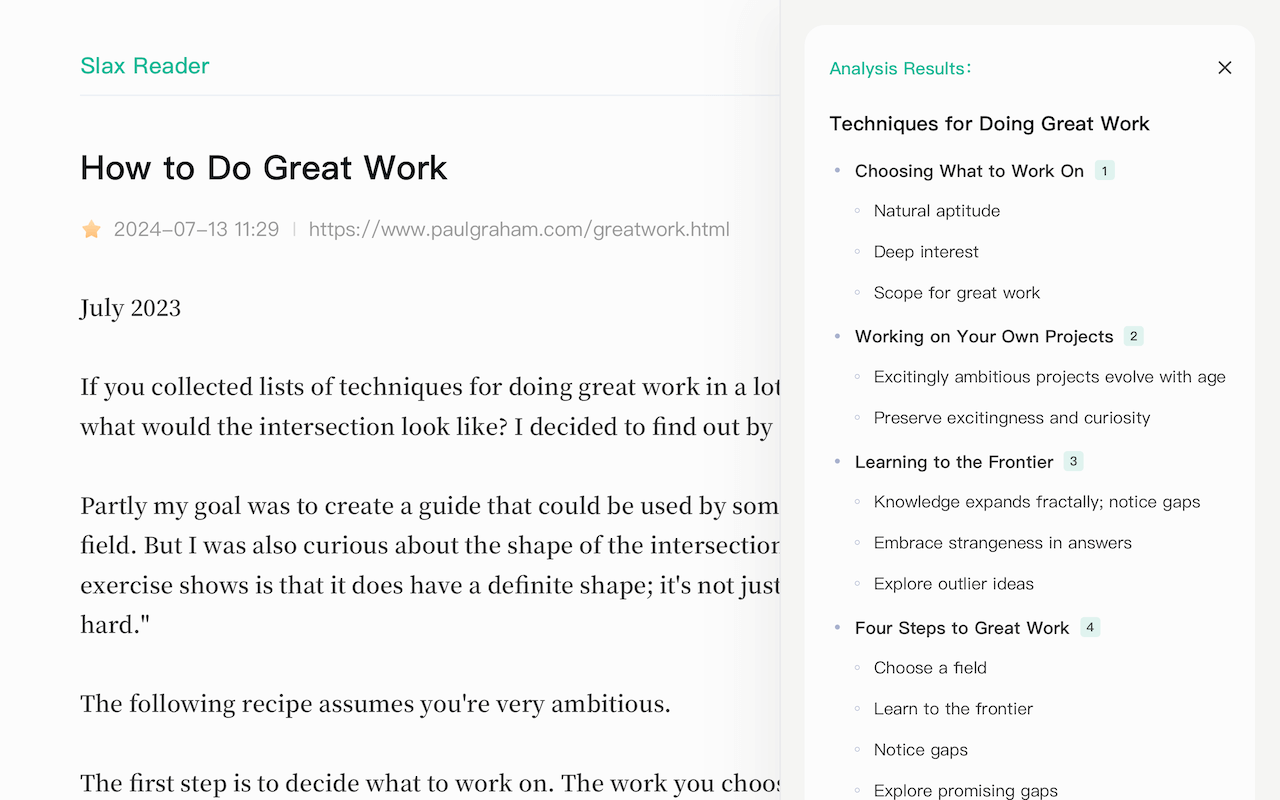 Slax Reader
How to Do Great Work
2024-07-13 11:29 | https://www.paulgraham.com/greatwork.html
July 2023
If you collected lists of techniques for doing great work in a lot
what would the intersection look like? I decided to find out by
Partly my goal was to create a guide that could be used by som
field. But I was also curious about the shape of the intersection
exercise shows is that it does have a definite shape; it's not just
hard."
The following recipe assumes you're very ambitious.
The first step is to decide what to work on. The work you choos
Analysis Results:
Techniques for Doing Great Work
Choosing What to Work On 1
Natural aptitude
Deep interest
Scope for great work
Working on Your Own Projects 2
Excitingly ambitious projects evolve with age
Preserve excitingness and curiosity
Learning to the Frontier 3
Knowledge expands fractally; notice gaps
Embrace strangeness in answers
Explore outlier ideas
Four Steps to Great Work 4
Choose a field
Learn to the frontier
Notice gaps
Explore promising gaps